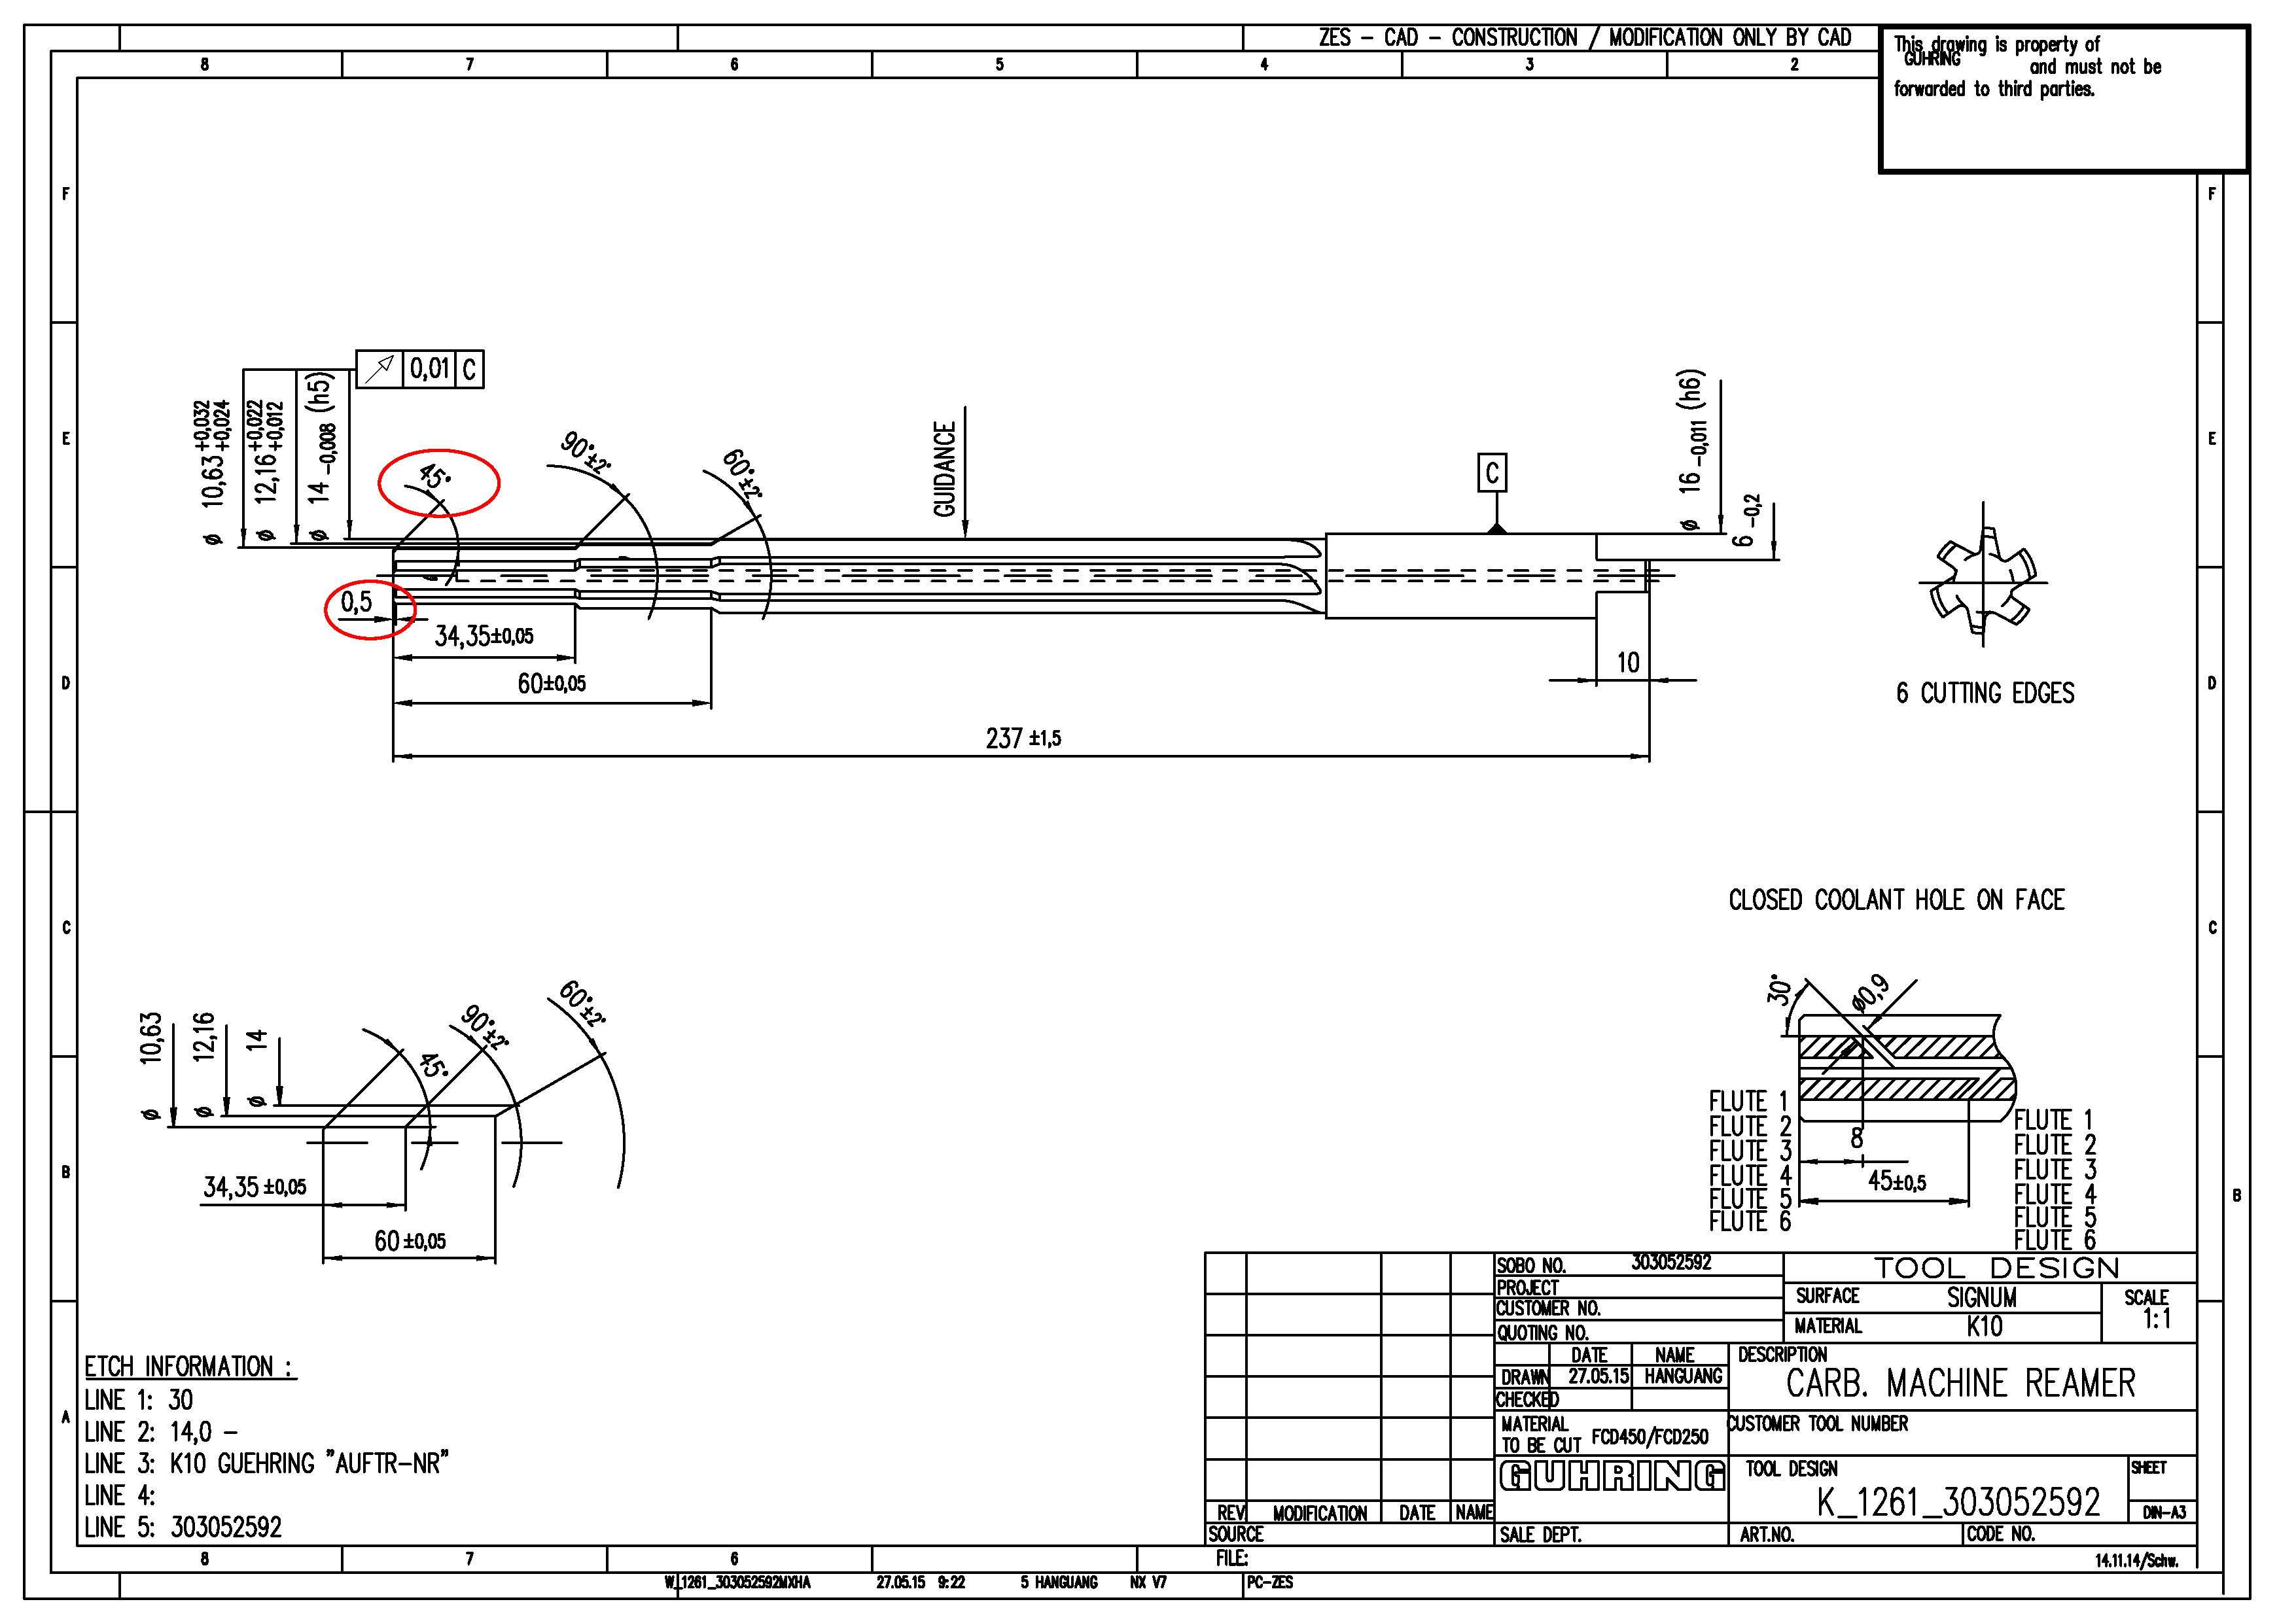 ZES - CAD - CONSTRUCTION / MODIFICATION ONLY BY CAD
This drawing is property of
GUHRING
and must not be
forwarded to third parties.
8 7 6 5 4 3 2
F F
E E
D D
C C
B B
A
B
0,01 C
ø 10,63 +0,032 +0,024
ø 12,16 +0,022 +0,012
ø 14 -0,008 (h5)
45°
90°±2°
60°±2°
GUIDANCE
C
ø 16 -0,011 (h6)
6 -0,2
0,5
34,35±0,05
60±0,05
237 ±1,5
10
6 CUTTING EDGES
CLOSED COOLANT HOLE ON FACE
30°
ø0,9
8
45±0,5
FLUTE 1
FLUTE 2
FLUTE 3
FLUTE 4
FLUTE 5
FLUTE 6
FLUTE 1
FLUTE 2
FLUTE 3
FLUTE 4
FLUTE 5
FLUTE 6
ø 10,63
ø 12,16
ø 14
45°
90°±2°
60°±2°
34,35 ±0,05
60 ±0,05
ETCH INFORMATION :
LINE 1: 30
LINE 2: 14,0 -
LINE 3: K10 GUEHRING "AUFTR-NR"
LINE 4:
LINE 5: 303052592
SOBO NO. 303052592
PROJECT
CUSTOMER NO.
QUOTING NO.
TOOL DESIGN
SURFACE SIGNUM
MATERIAL K10
SCALE
1:1
DATE NAME
DRAWN 27.05.15 HANGUANG
CHECKED
DESCRIPTION
CARB. MACHINE REAMER
MATERIAL
TO BE CUT FCD450/FCD250
CUSTOMER TOOL NUMBER
GUHRING
TOOL DESIGN
K_1261_303052592
SHEET
DIN-A3
REV MODIFICATION DATE NAME
SOURCE
SALE DEPT.
ART.NO.
CODE NO.
FILE:
14.11.14/Schw.
8 7 6
W_1261_303052592MXHA 27.05.15 9:22 5 HANGUANG NX V7 PC-ZES